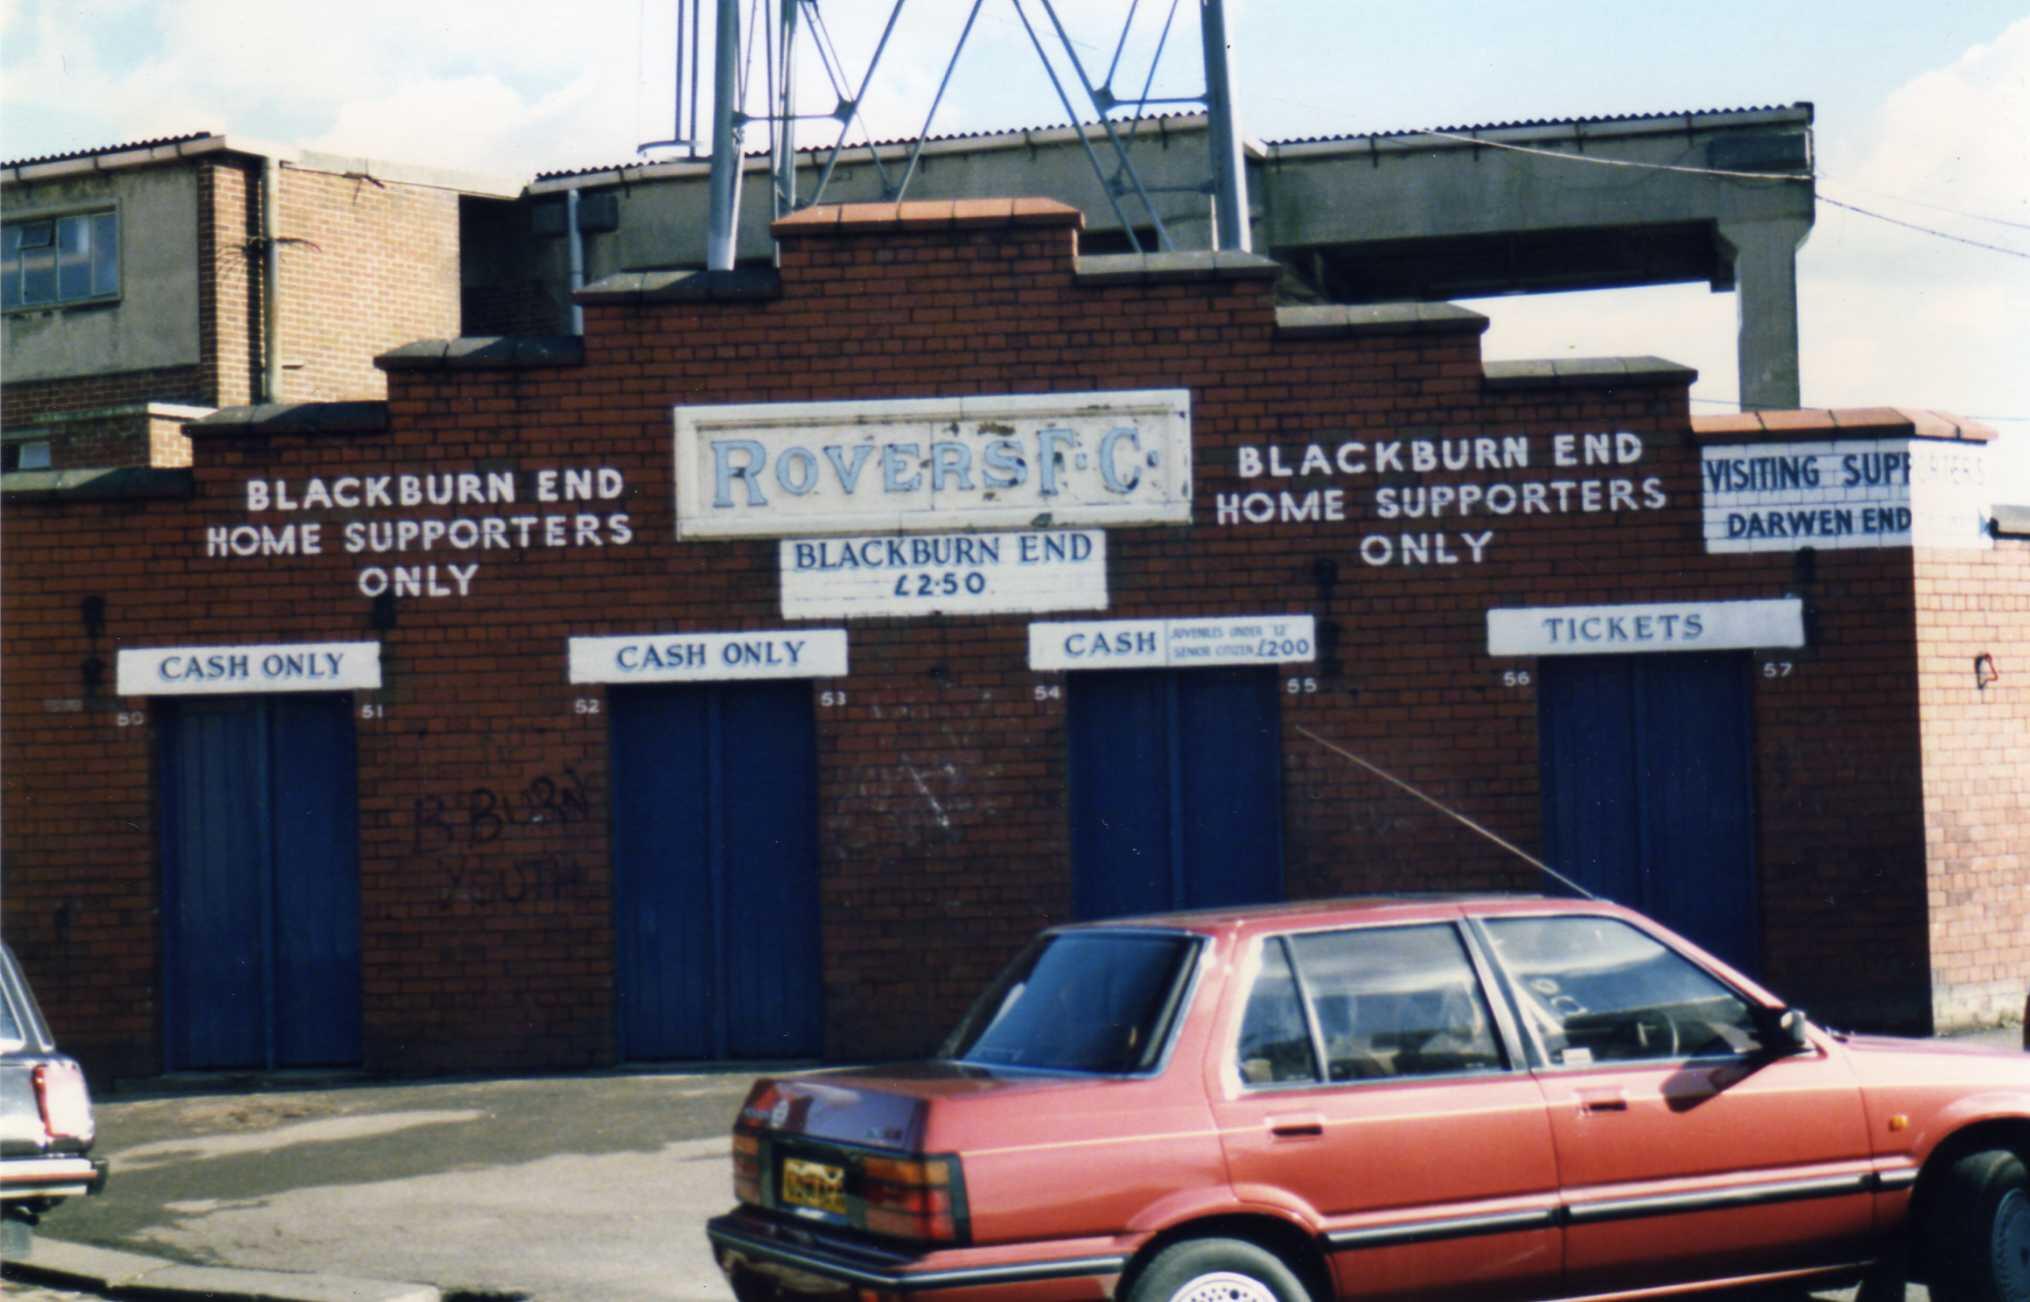 ROVERS F.C.
BLACKBURN END
HOME SUPPORTERS
ONLY
BLACKBURN END
£2·50
BLACKBURN END
HOME SUPPORTERS
ONLY
VISITING SUPPORTERS
DARWEN END
CASH ONLY
CASH ONLY
CASH
JUVENILES UNDER "12"
SENIOR CITIZEN £200
TICKETS
50
51
52
53
54
55
56
57
B BURN
YOUTH